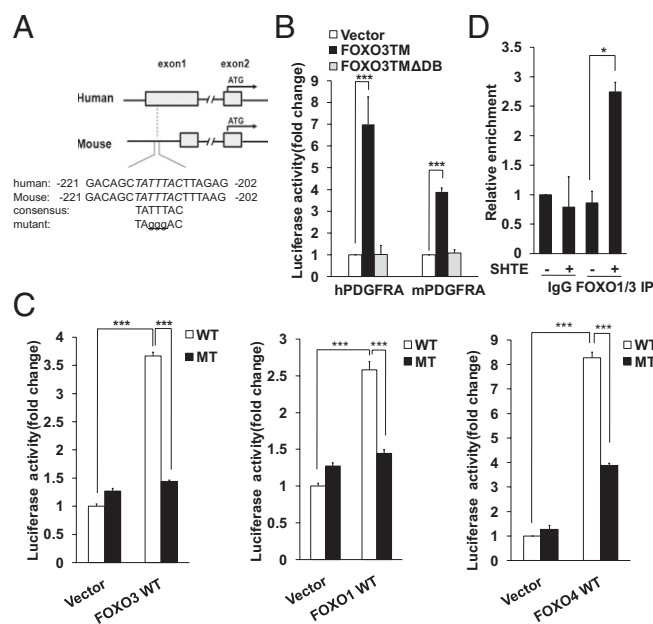 A
exon1 exon2
ATG
Human
ATG
Mouse
human: -221 GACAGCTATTTACTTAGAG -202
Mouse: -221 GACAGCTATTTACTTTAAG -202
consensus: TATTTAC
mutant: TAgggAC
B
Vector
FOXO3TM
FOXO3TMΔDB
Luciferase activity(fold change)
9
8
7
6
5
4
3
2
1
0
***
***
hPDGFRA mPDGFRA
D
Relative enrichment
3.5
3
2.5
2
1.5
1
0.5
0
*
SHTE - + - +
IgG FOXO1/3 IP
C
Luciferase activity(fold change)
4
3.5
3
2.5
2
1.5
1
0.5
0
*** ***
WT
MT
Vector
FOXO3 WT
Luciferase activity(fold change)
3
2.5
2
1.5
1
0.5
0
*** ***
WT
MT
Vector
FOXO1 WT
Luciferase activity(fold change)
9
8
7
6
5
4
3
2
1
0
*** ***
WT
MT
Vector
FOXO4 WT